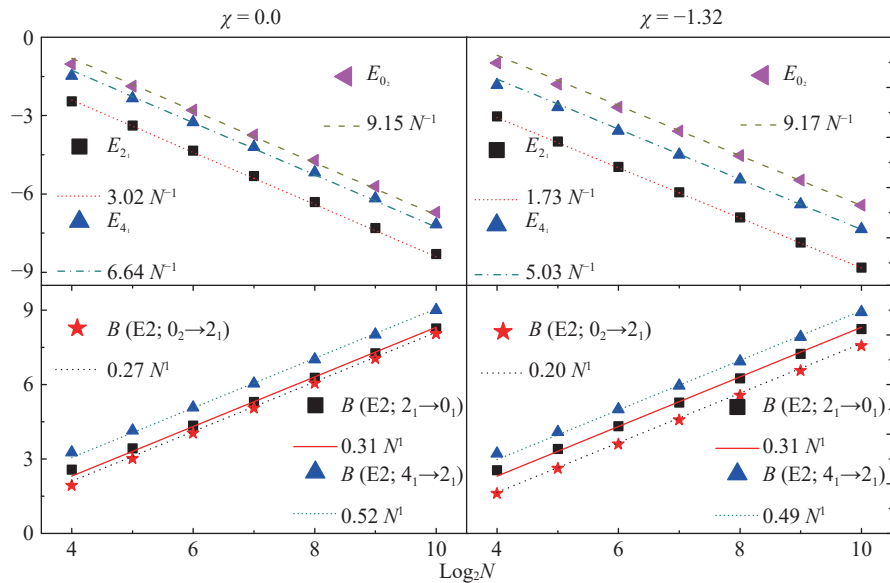 χ = 0.0
χ = −1.32
−3
−6
−9
E₀₂
9.15 N⁻¹
E₂₁
3.02 N⁻¹
E₄₁
6.64 N⁻¹
E₀₂
9.17 N⁻¹
E₂₁
1.73 N⁻¹
E₄₁
5.03 N⁻¹
9
6
3
0
B (E2; 0₂→2₁)
0.27 N¹
B (E2; 2₁→0₁)
0.31 N¹
B (E2; 4₁→2₁)
0.52 N¹
B (E2; 0₂→2₁)
0.20 N¹
B (E2; 2₁→0₁)
0.31 N¹
B (E2; 4₁→2₁)
0.49 N¹
4 6 8 10 4 6 8 10
Log₂N